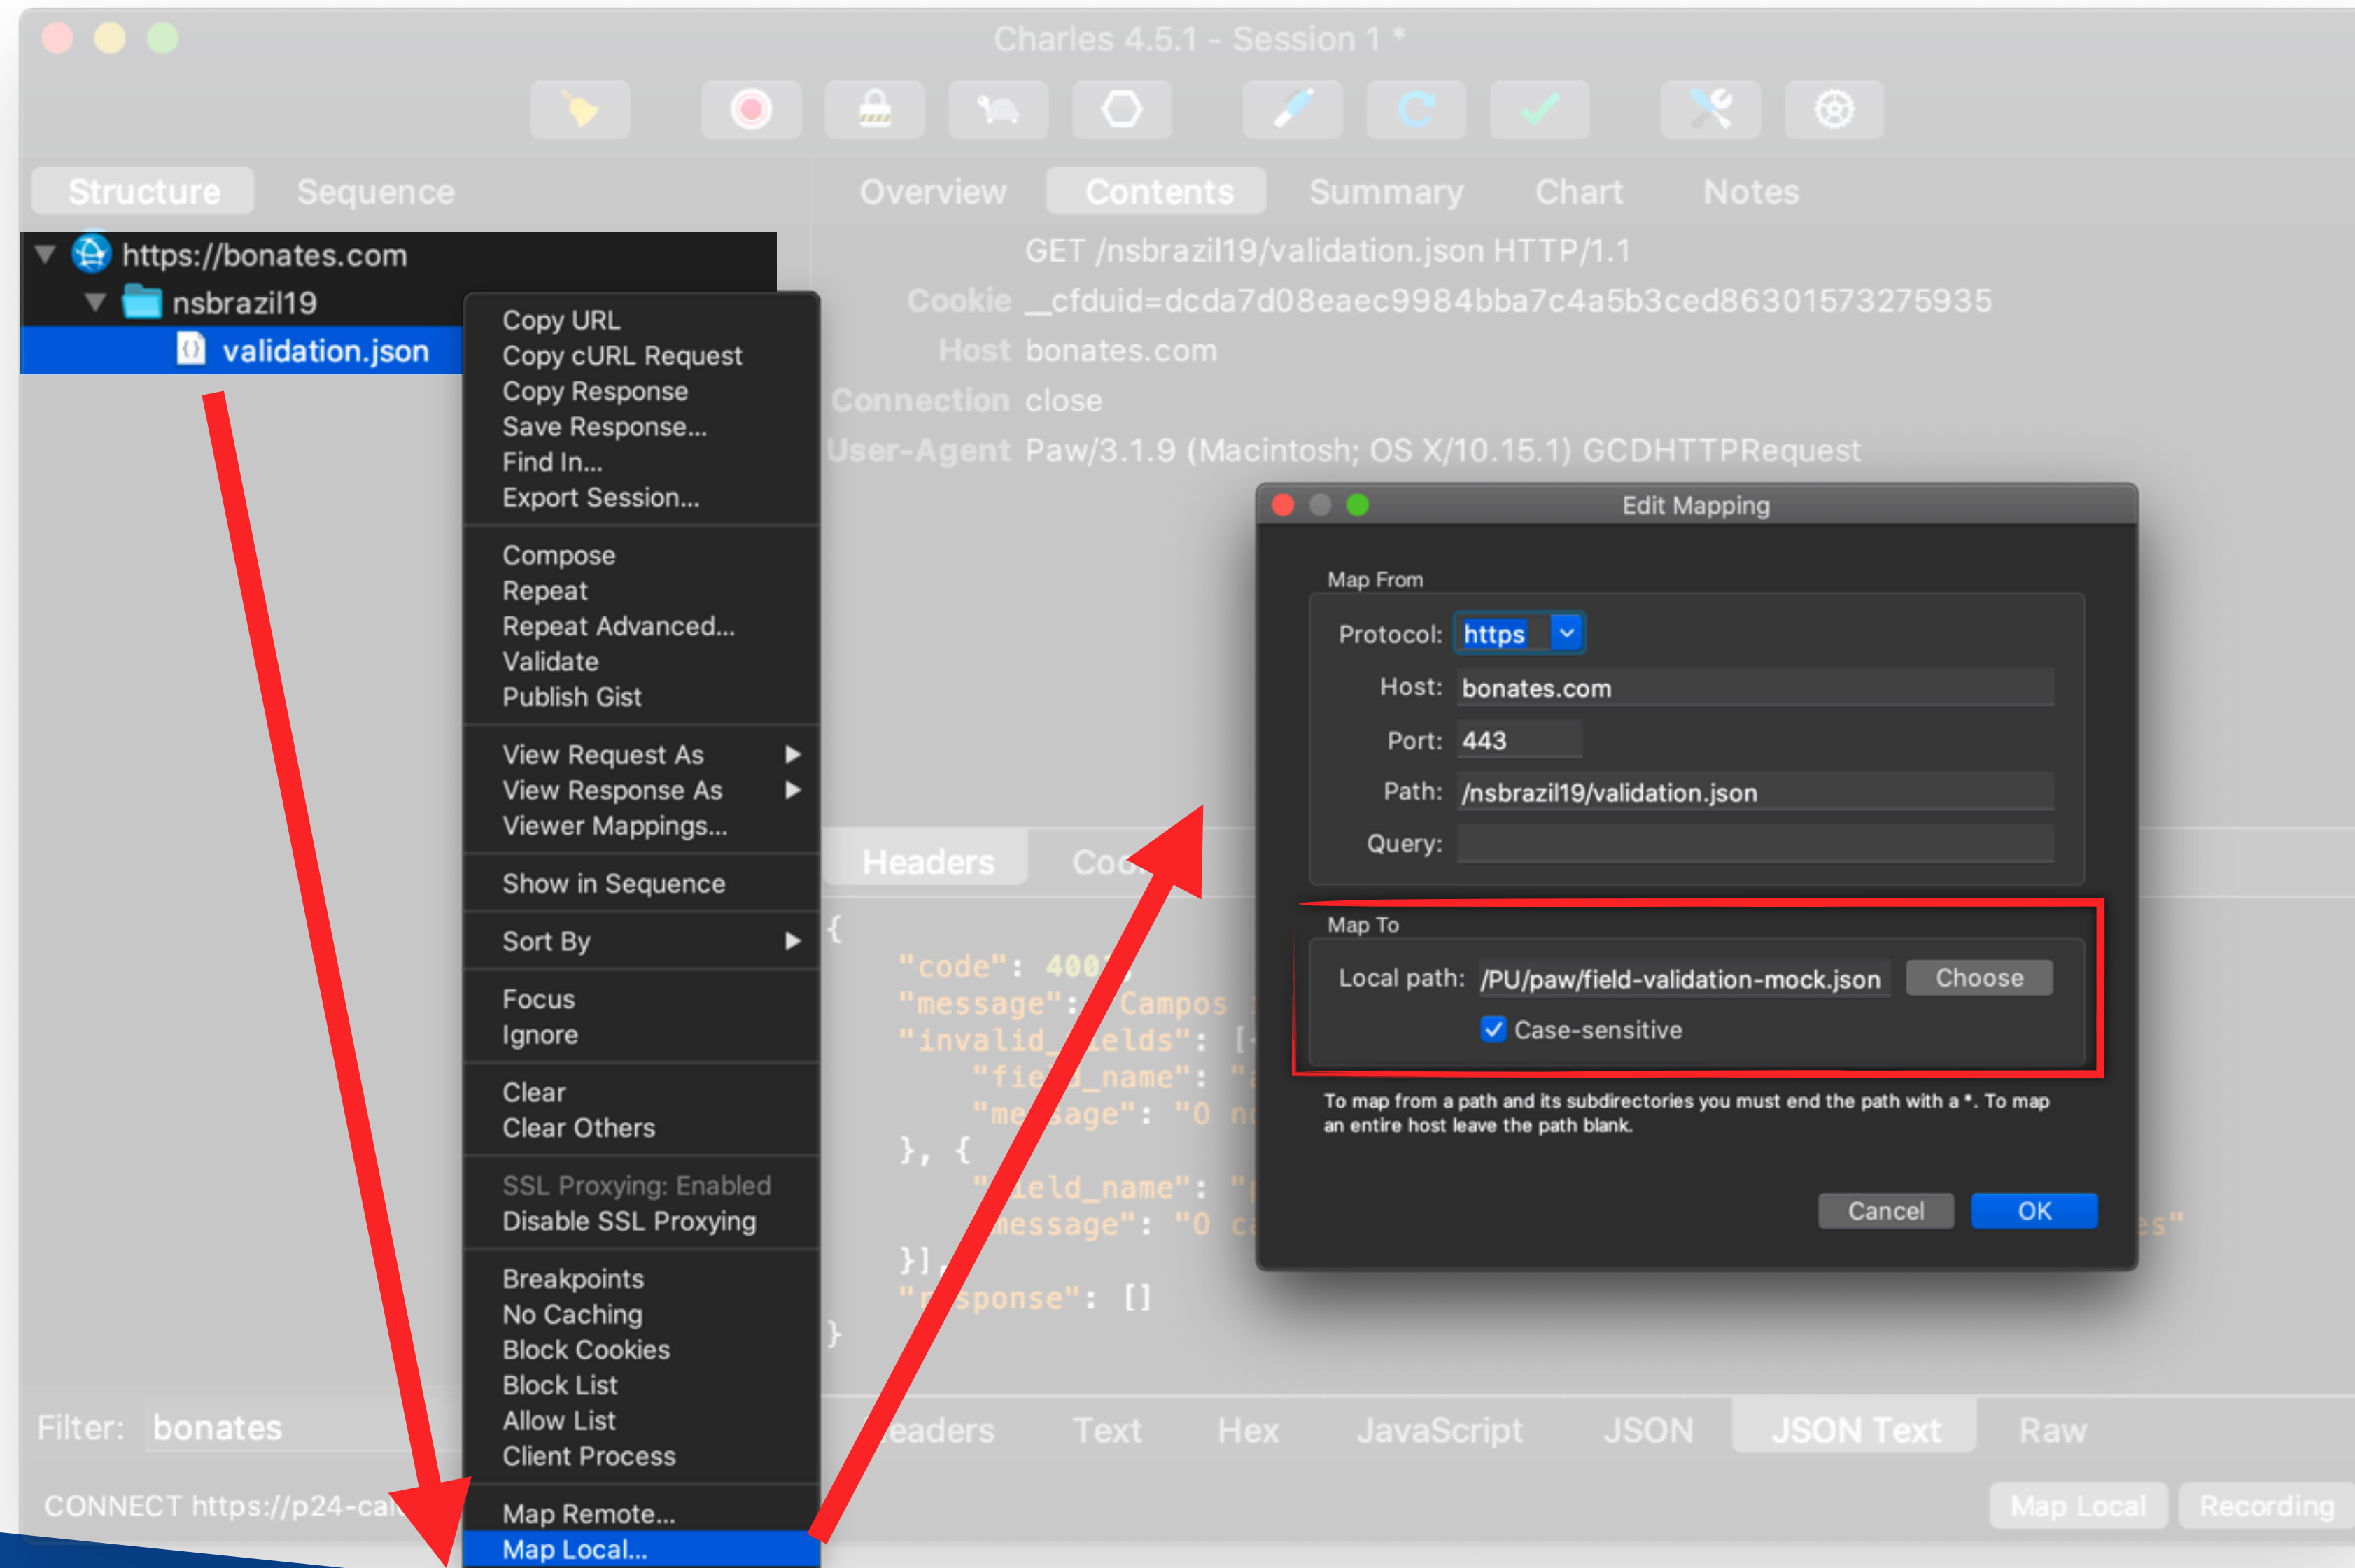 Charles 4.5.1 - Session 1 *
Structure Sequence
Overview Contents Summary Chart Notes
https://bonates.com
nsbrazil19
validation.json
GET /nsbrazil19/validation.json HTTP/1.1
Cookie __cfduid=dcda7d08eaec9984bba7c4a5b3ced86301573275935
Host bonates.com
Connection close
User-Agent Paw/3.1.9 (Macintosh; OS X/10.15.1) GCDHTTPRequest
Copy URL
Copy cURL Request
Copy Response
Save Response...
Find In...
Export Session...
Compose
Repeat
Repeat Advanced...
Validate
Publish Gist
View Request As
View Response As
Viewer Mappings...
Show in Sequence
Sort By
Focus
Ignore
Clear
Clear Others
SSL Proxying: Enabled
Disable SSL Proxying
Breakpoints
No Caching
Block Cookies
Block List
Allow List
Client Process
Map Remote...
Map Local...
Edit Mapping
Map From
Protocol: https
Host: bonates.com
Port: 443
Path: /nsbrazil19/validation.json
Query:
Map To
Local path: /PU/paw/field-validation-mock.json Choose
Case-sensitive
To map from a path and its subdirectories you must end the path with a *. To map
an entire host leave the path blank.
Cancel OK
Headers
{
"code":
"message": Campos
"invalid_fields": [
"field_name":
"message": "O
}, {
"field_name":
"message": "O
}],
"response": []
}
Filter: bonates
Headers Text Hex JavaScript JSON JSON Text Raw
CONNECT
Map Local Recording